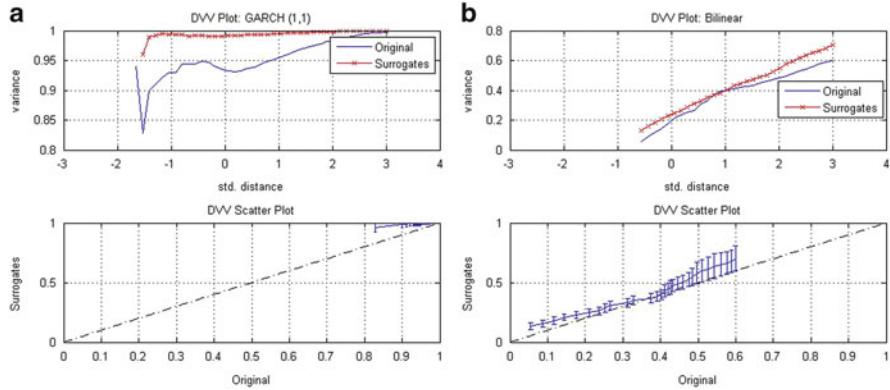 a
DVV Plot: GARCH (1,1)
1
0.95
0.9
0.85
0.8
variance
Original
Surrogates
-3 -2 -1 0 1 2 3 4
std. distance
DVV Scatter Plot
1
0.5
0
Surrogates
0 0.1 0.2 0.3 0.4 0.5 0.6 0.7 0.8 0.9 1
Original
b
DVV Plot: Bilinear
0.8
0.6
0.4
0.2
0
variance
Original
Surrogates
-3 -2 -1 0 1 2 3 4
std. distance
DVV Scatter Plot
1
0.5
0
Surrogates
0 0.1 0.2 0.3 0.4 0.5 0.6 0.7 0.8 0.9 1
Original